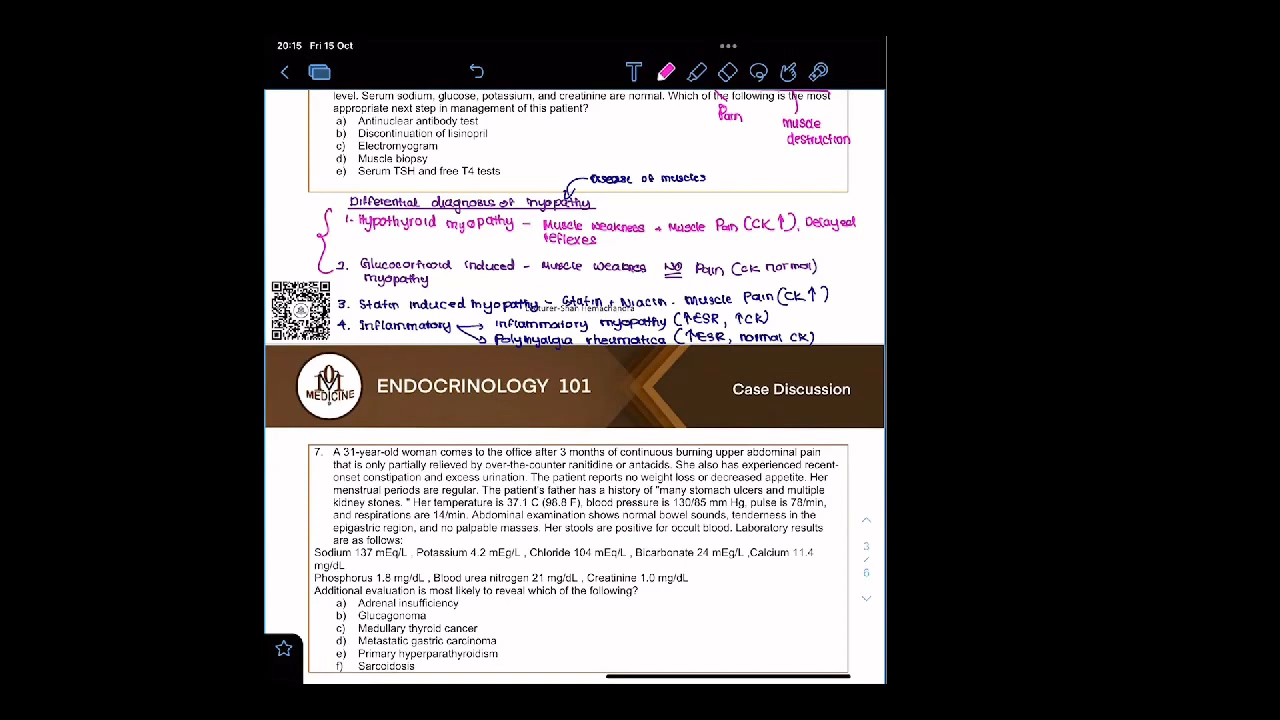 20:15 Fri 15 Oct
level. Serum sodium, glucose, potassium, and creatinine are normal. Which of the following is the most
appropriate next step in management of this patient?
a) Antinuclear antibody test
b) Discontinuation of lisinopril
c) Electromyogram
d) Muscle biopsy
e) Serum TSH and free T4 tests
Pain
muscle
destruction
Disease of muscles
Differential diagnosis of myopathy
1. Hypothyroid myopathy - Muscle weakness + Muscle Pain (CK ↑), Delayed
reflexes
2. Glucocorticoid induced - Muscle weakness NO Pain (CK normal)
myopathy
3. Statin induced myopathy - Statin + Niacin. Muscle Pain (CK ↑)
Lecturer-Shan Hemachandra
4. Inflammatory → Inflammatory myopathy (↑ESR, ↑CK)
→ Polymyalgia rheumatica (↑ESR, normal CK)
MEDICINE
ENDOCRINOLOGY 101
Case Discussion
7. A 31-year-old woman comes to the office after 3 months of continuous burning upper abdominal pain
that is only partially relieved by over-the-counter ranitidine or antacids. She also has experienced recent-
onset constipation and excess urination. The patient reports no weight loss or decreased appetite. Her
menstrual periods are regular. The patient's father has a history of "many stomach ulcers and multiple
kidney stones. " Her temperature is 37.1 C (98.8 F), blood pressure is 130/85 mm Hg, pulse is 78/min,
and respirations are 14/min. Abdominal examination shows normal bowel sounds, tenderness in the
epigastric region, and no palpable masses. Her stools are positive for occult blood. Laboratory results
are as follows:
Sodium 137 mEq/L , Potassium 4.2 mEg/L , Chloride 104 mEq/L , Bicarbonate 24 mEg/L ,Calcium 11.4
mg/dL
Phosphorus 1.8 mg/dL , Blood urea nitrogen 21 mg/dL , Creatinine 1.0 mg/dL
Additional evaluation is most likely to reveal which of the following?
a) Adrenal insufficiency
b) Glucagonoma
c) Medullary thyroid cancer
d) Metastatic gastric carcinoma
e) Primary hyperparathyroidism
f) Sarcoidosis
3
/
6